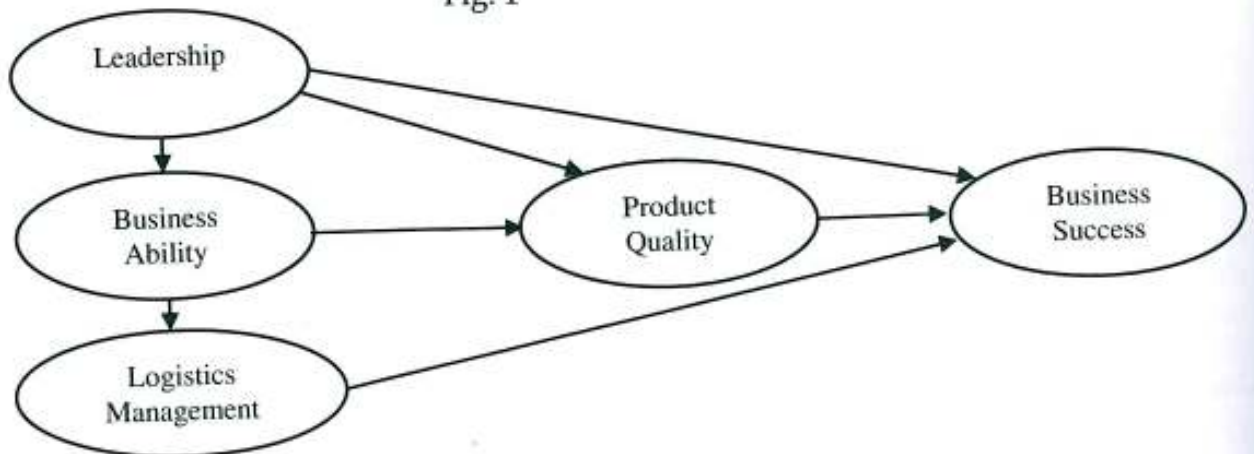 Fig. 1
Leadership
Business
Ability
Product
Quality
Business
Success
Logistics
Management